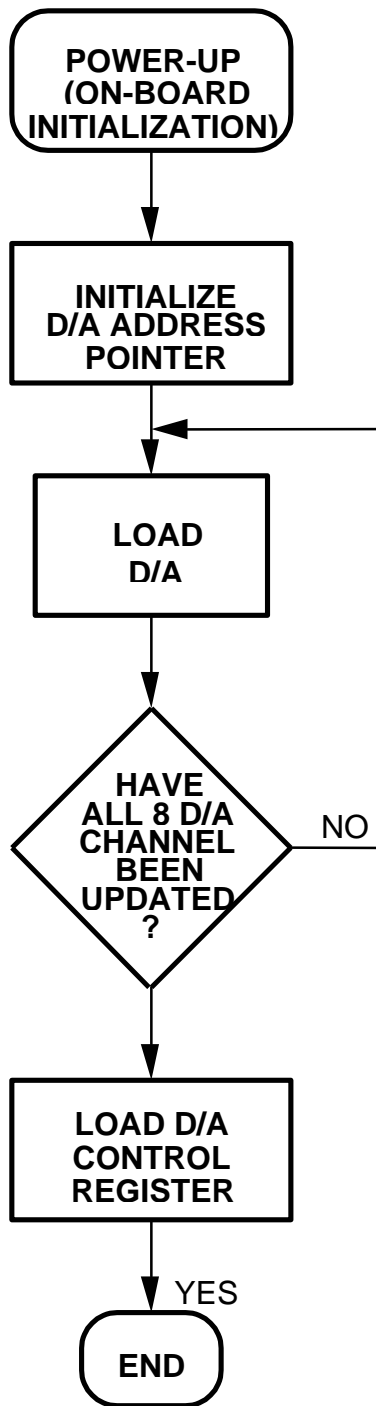 POWER-UP
(ON-BOARD
INITIALIZATION)
INITIALIZE
D/A ADDRESS
POINTER
LOAD
D/A
HAVE
ALL 8 D/A
CHANNEL
BEEN
UPDATED
?
NO
LOAD D/A
CONTROL
REGISTER
YES
END